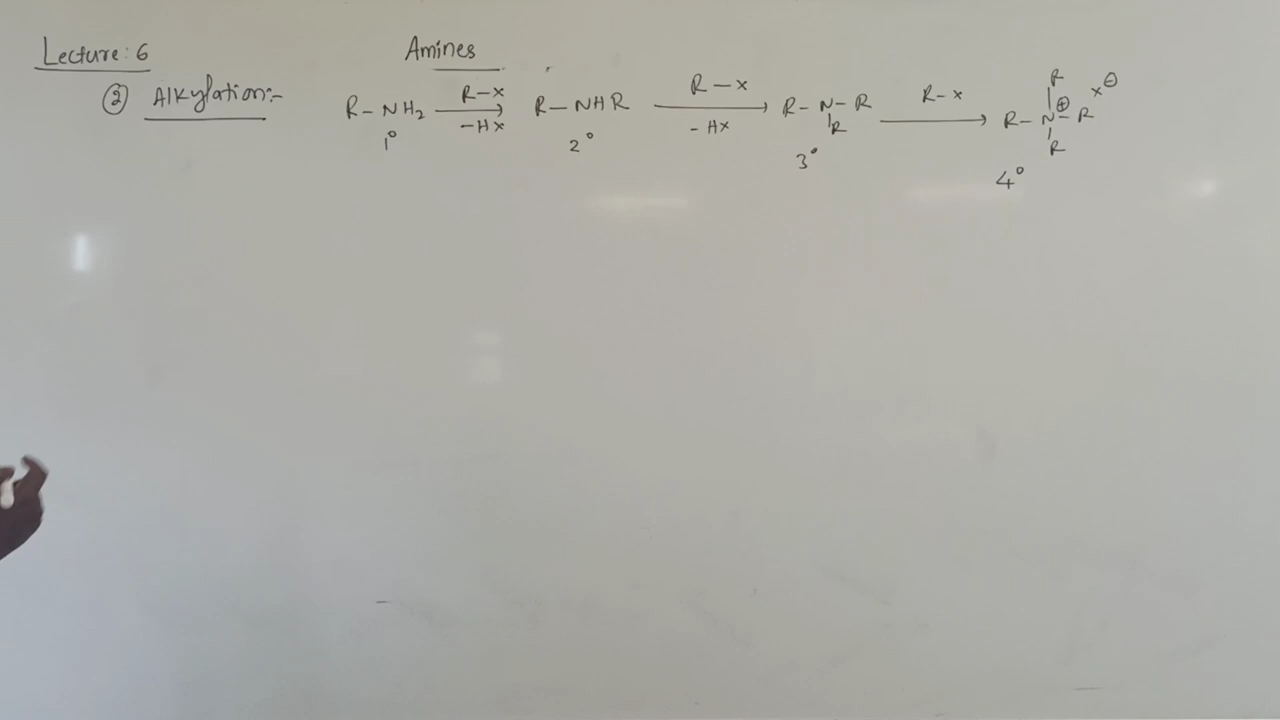 Lecture: 6
Amines
② Alkylation:-
R-NH₂ R-X → -HX R-NHR R-X → -HX R-N-R R-X → R-N⊕-R X⊖
R
R
R
1° 2° 3° 4°